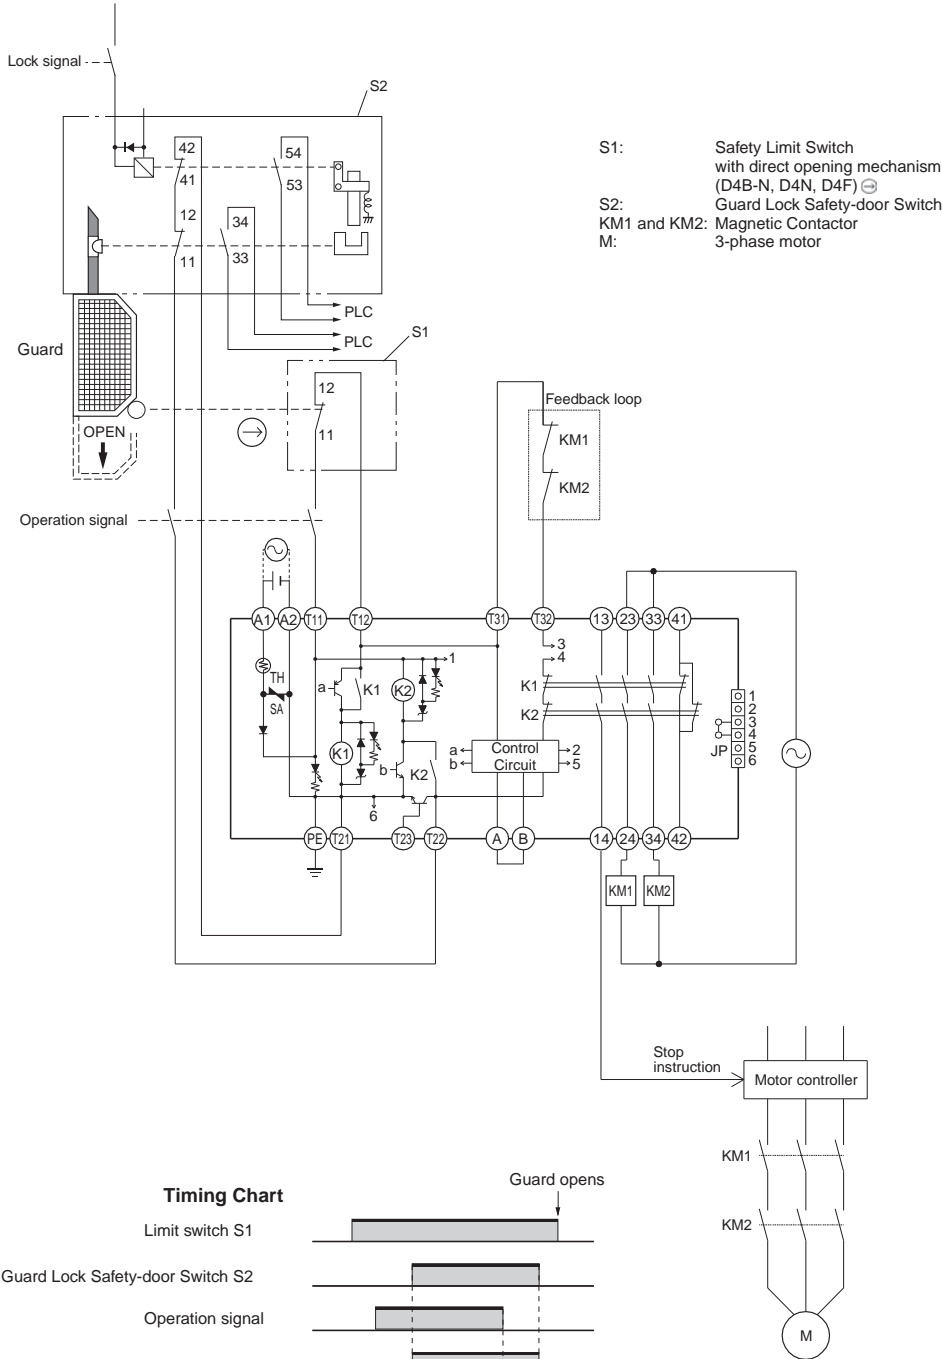 Lock signal
S2
42
54
41
53
12
34
11
33
PLC
PLC
Guard
OPEN
S1
12
11
S1: Safety Limit Switch
with direct opening mechanism
(D4B-N, D4N, D4F)
S2: Guard Lock Safety-door Switch
KM1 and KM2: Magnetic Contactor
M: 3-phase motor
Feedback loop
KM1
KM2
Operation signal
A1 A2 T11 T12 T31 T32 13 23 33 41
TH
SA
a
K1
K2
1
3
4
K1
K2
K1
b
K2
6
a
b
Control
Circuit
2
5
JP
1
2
3
4
5
6
PE T21 T23 T22 A B 14 24 34 42
KM1 KM2
Stop
instruction
Motor controller
KM1
KM2
M
Timing Chart
Guard opens
Limit switch S1
Guard Lock Safety-door Switch S2
Operation signal